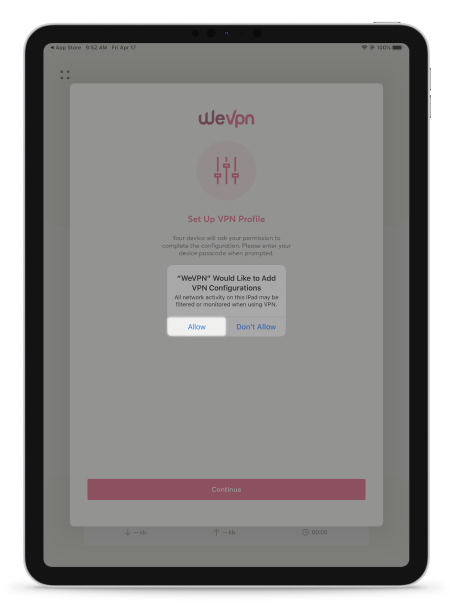 App Store 9:52 AM Fri Apr 17 100%
WeVpn
Set Up VPN Profile
Your device will ask your permission to
complete the configuration. Please enter your
device passcode when prompted.
"WeVPN" Would Like to Add
VPN Configurations
All network activity on this iPad may be
filtered or monitored when using VPN.
Allow Don't Allow
Continue
↓ -- kb ↑ -- kb 00:00